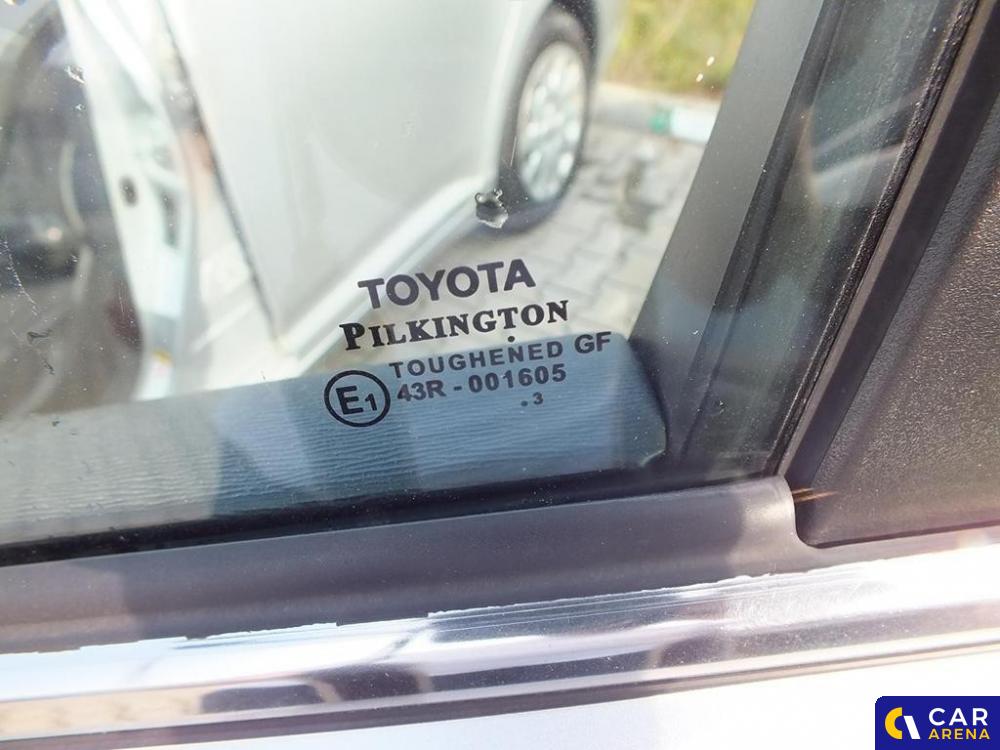 TOYOTA
PILKINGTON
TOUGHENED GF
E1 43R - 001605
. 3
CAR
ARENA